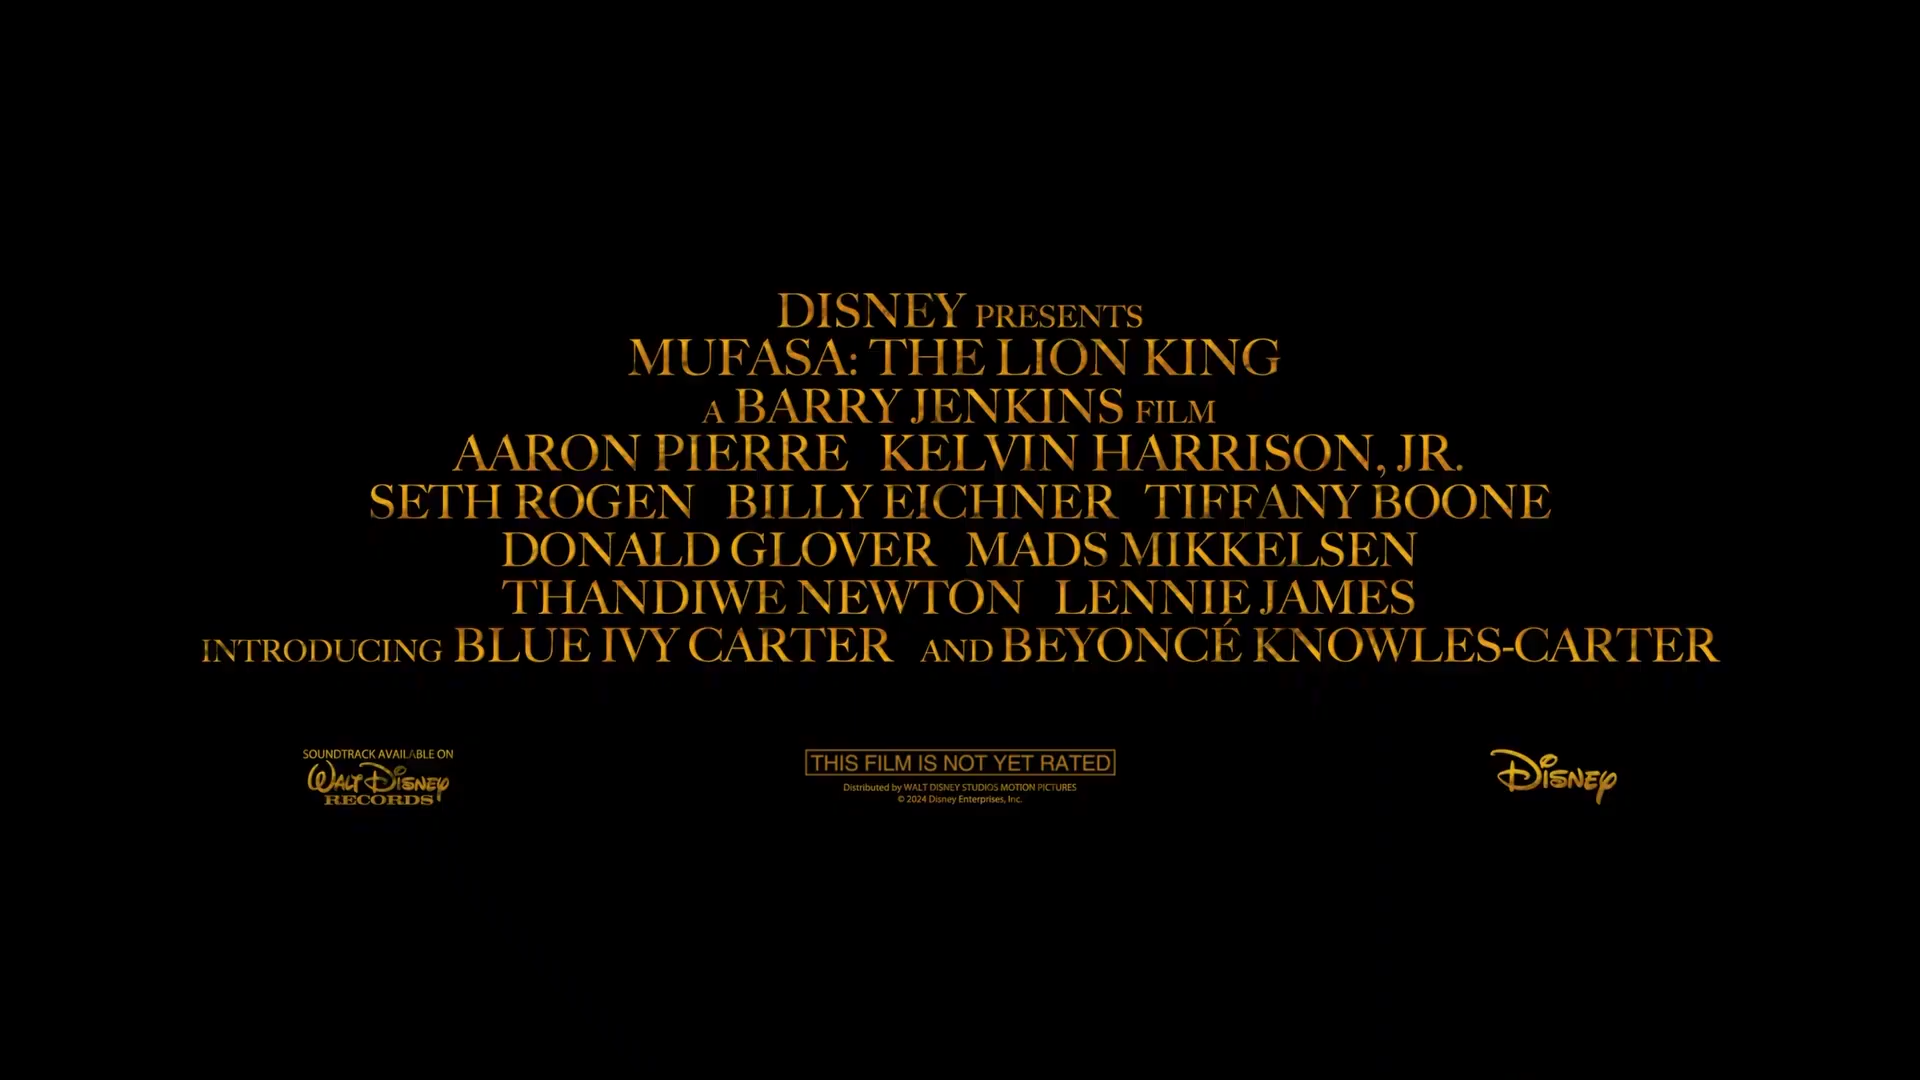 DISNEY PRESENTS
MUFASA: THE LION KING
A BARRY JENKINS FILM
AARON PIERRE KELVIN HARRISON, JR.
SETH ROGEN BILLY EICHNER TIFFANY BOONE
DONALD GLOVER MADS MIKKELSEN
THANDIWE NEWTON LENNIE JAMES
INTRODUCING BLUE IVY CARTER AND BEYONCÉ KNOWLES-CARTER
SOUNDTRACK AVAILABLE ON
WALT DISNEY
RECORDS
THIS FILM IS NOT YET RATED
Distributed by WALT DISNEY STUDIOS MOTION PICTURES
© 2024 Disney Enterprises, Inc.
DISNEY